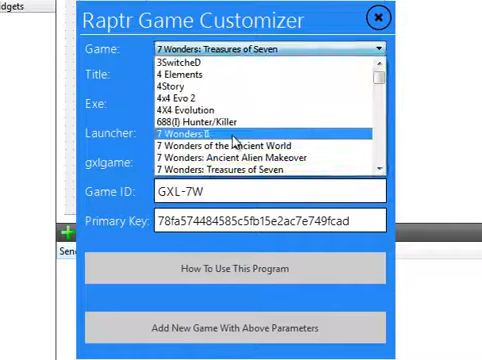 dgets
Raptr Game Customizer
Game: 7 Wonders: Treasures of Seven
3SwitcheD
Title: 4 Elements
4Story
4x4 Evo 2
Exe: 4X4 Evolution
688(I) Hunter/Killer
Launcher: 7 Wonders II
7 Wonders of the Ancient World
gxlgame: 7 Wonders: Ancient Alien Makeover
7 Wonders: Treasures of Seven
Game ID: GXL-7W
Primary Key: 78fa574484585c5fb15e2ac7e749fcad
Sen
How To Use This Program
Add New Game With Above Parameters